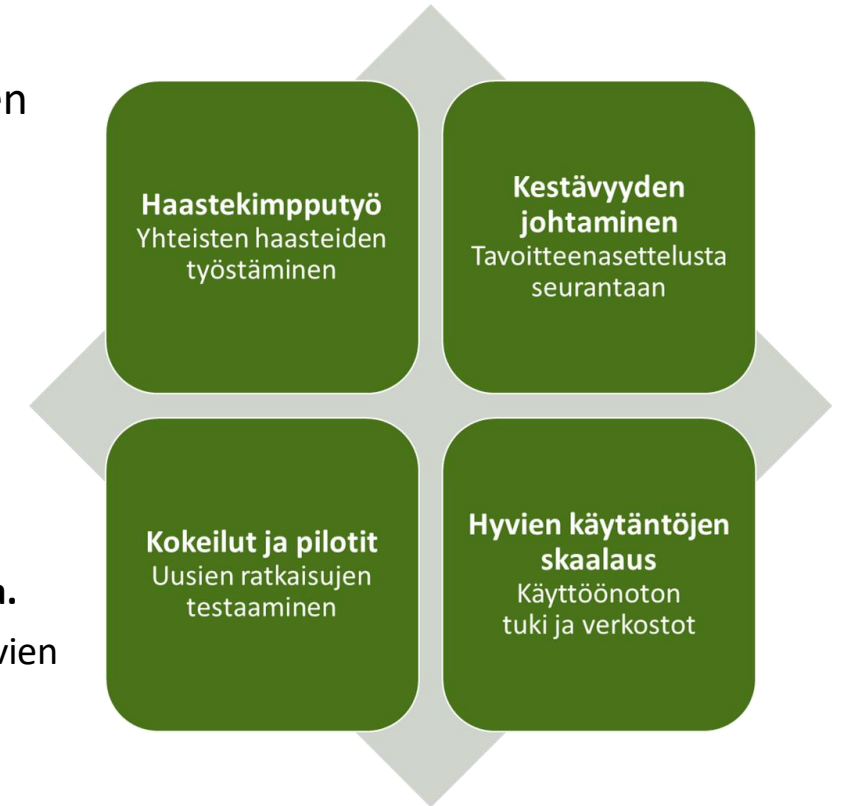 en
Haastekimpputyö
Yhteisten haasteiden
työstäminen
Kestävyyden
johtaminen
Tavoitteenasettelusta
seurantaan
Kokeilut ja pilotit
Uusien ratkaisujen
testaaminen
Hyvien käytäntöjen
skaalaus
Käyttöönoton
tuki ja verkostot